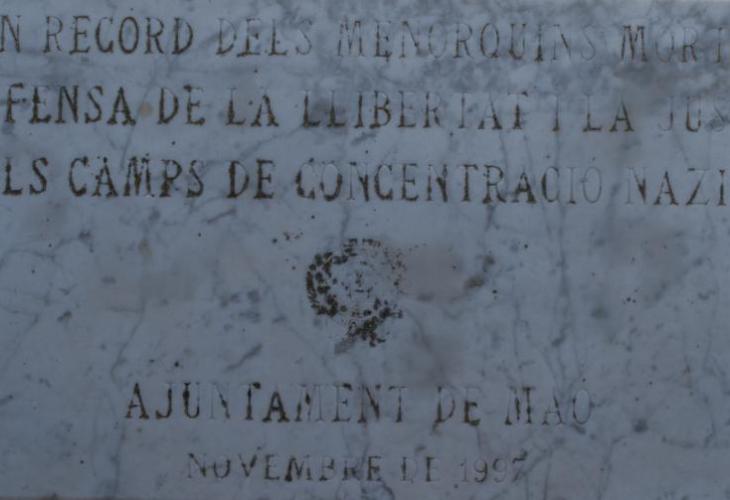 N RECORD DELS MENORQUINS MORT
FENSA DE LA LLIBERTAT I LA JUS
LS CAMPS DE CONCENTRACIO NAZI
AJUNTAMENT DE MAO
NOVEMBRE DE 1997